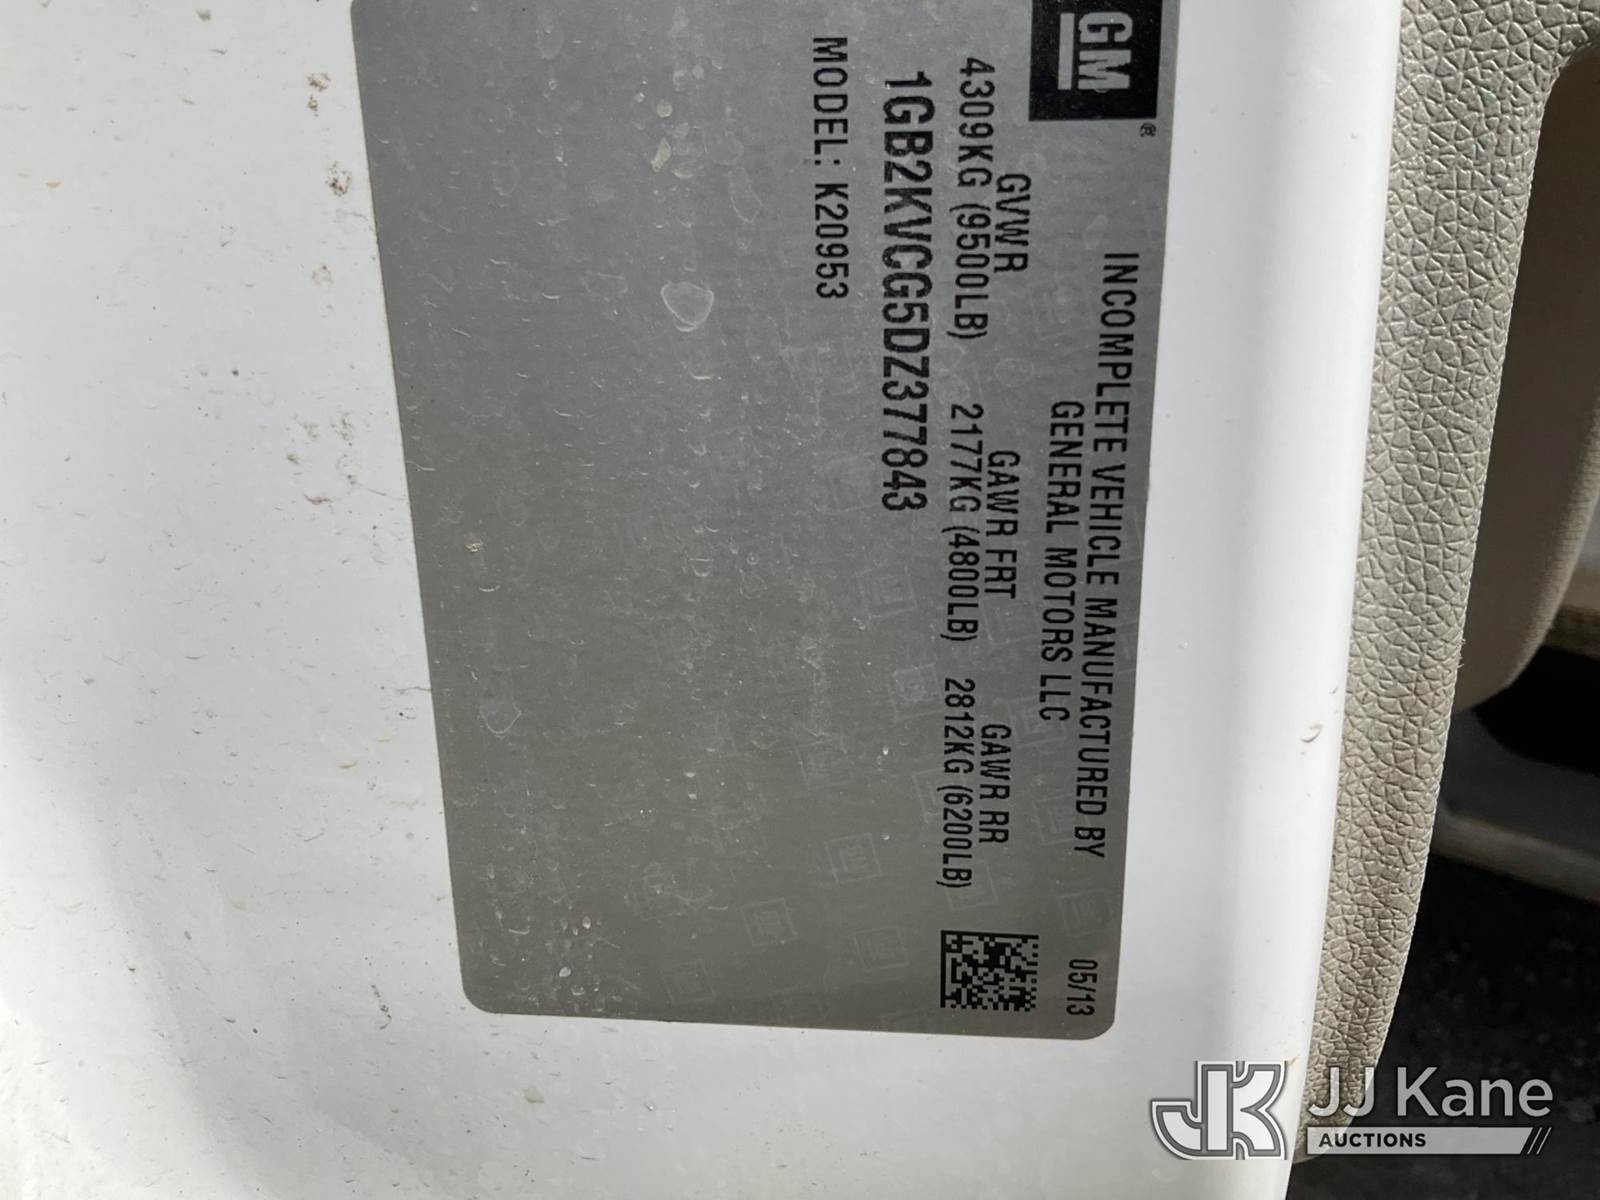 GM®
INCOMPLETE VEHICLE MANUFACTURED BY
GENERAL MOTORS LLC
05/13
GVWR GAWR FRT GAWR RR
4309KG (9500LB) 2177KG (4800LB) 2812KG (6200LB)
1GB2KVCG5DZ377843
MODEL: K20953
JK JJ Kane
AUCTIONS